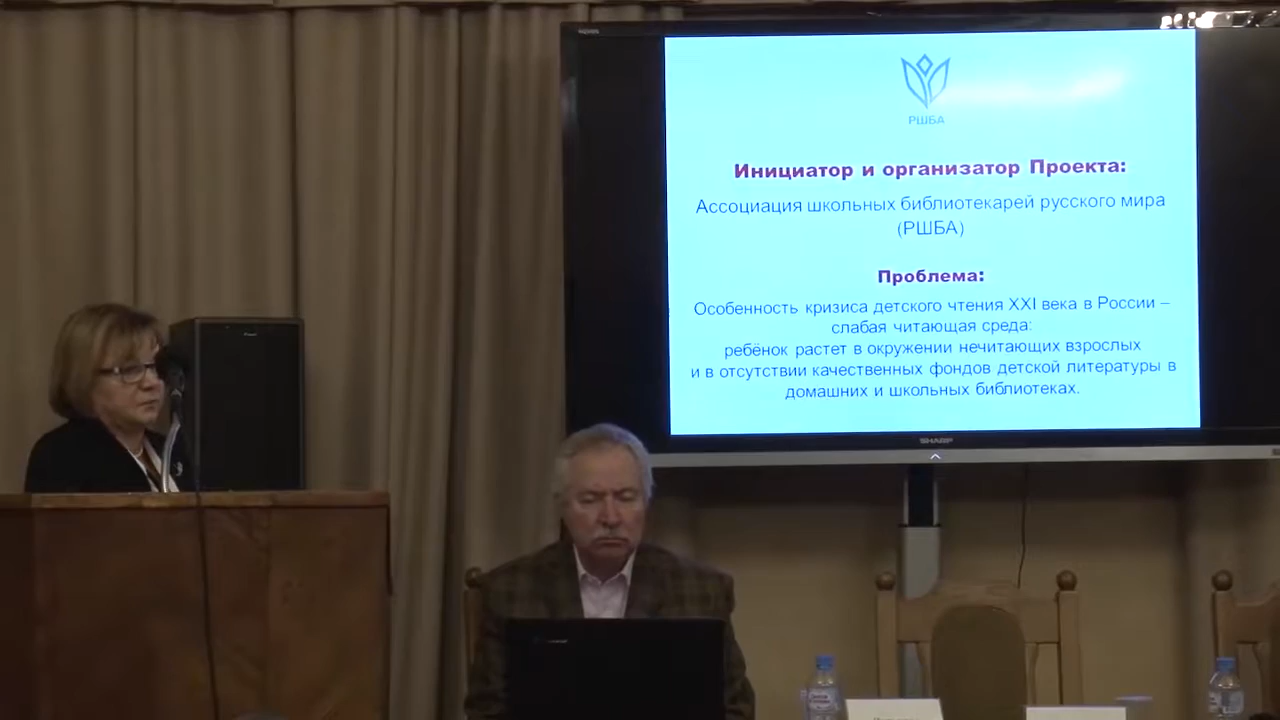 РШБА
Инициатор и организатор Проекта:
Ассоциация школьных библиотекарей русского мира
(РШБА)
Проблема:
Особенность кризиса детского чтения XXI века в России –
слабая читающая среда:
ребёнок растет в окружении нечитающих взрослых
и в отсутствии качественных фондов детской литературы в
домашних и школьных библиотеках.
SHARP